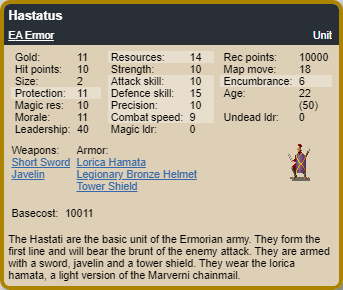 Hastatus
EA Ermor Unit
Gold: 11 Resources: 14 Rec points: 10000
Hit points: 10 Strength: 10 Map move: 18
Size: 2 Attack skill: 10 Encumbrance: 6
Protection: 11 Defence skill: 15 Age: 22
Magic res: 10 Precision: 10 (50)
Morale: 11 Combat speed: 9 Undead ldr: 0
Leadership: 40 Magic ldr: 0
Weapons: Armor:
Short Sword Lorica Hamata
Javelin Legionary Bronze Helmet
Tower Shield
Basecost: 10011
The Hastati are the basic unit of the Ermorian army. They form the
first line and will bear the brunt of the enemy attack. They are armed
with a sword, javelin and a tower shield. They wear the lorica
hamata, a light version of the Marverni chainmail.